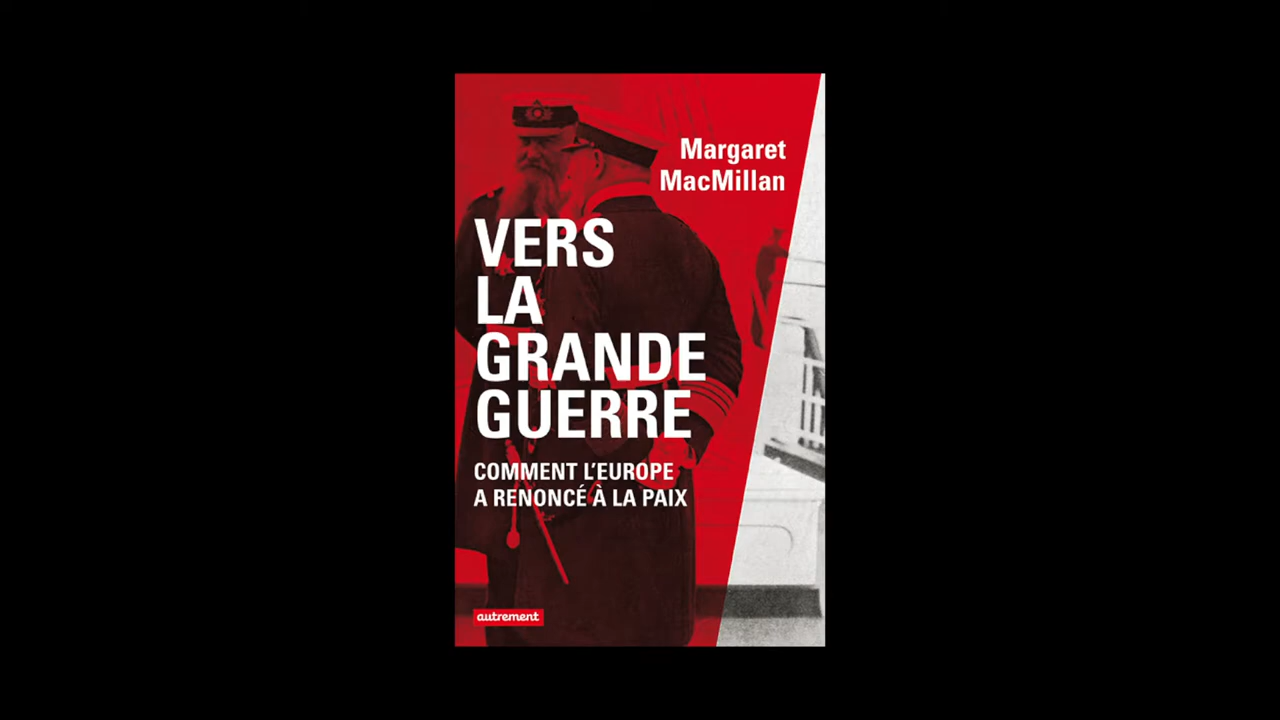 Margaret
MacMillan
VERS
LA
GRANDE
GUERRE
COMMENT L'EUROPE
A RENONCÉ À LA PAIX
autrement